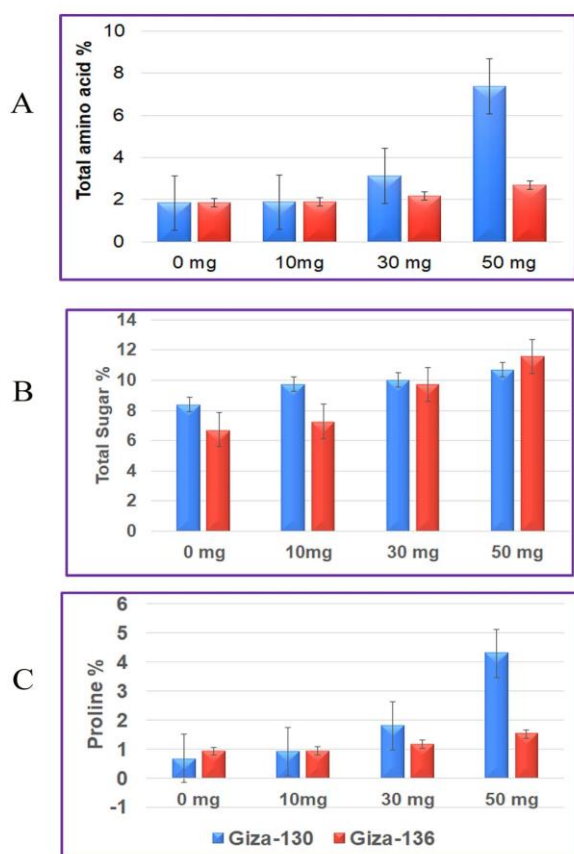 A
Total amino acid %
10
8
6
4
2
0
0 mg 10mg 30 mg 50 mg
B
Total Sugar %
14
12
10
8
6
4
2
0
0 mg 10mg 30 mg 50 mg
C
Proline %
6
5
4
3
2
1
0
-1
0 mg 10mg 30 mg 50 mg
Giza-130 Giza-136